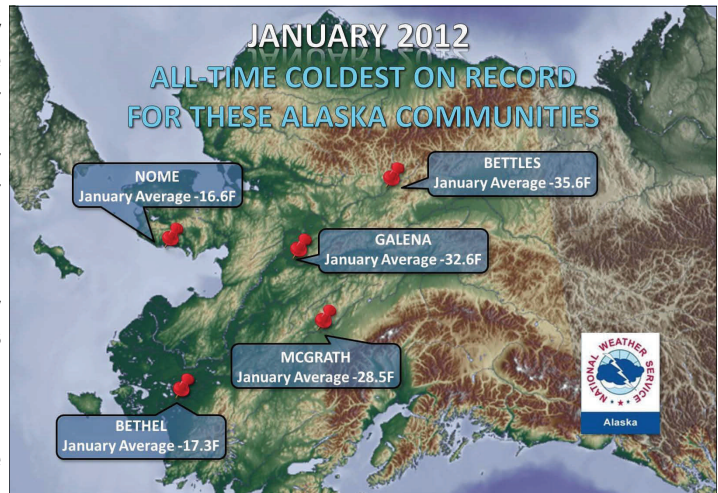 JANUARY 2012
ALL-TIME COLDEST ON RECORD
FOR THESE ALASKA COMMUNITIES
NOME
January Average -16.6F
BETTLES
January Average -35.6F
GALENA
January Average -32.6F
MCGRATH
January Average -28.5F
BETHEL
January Average -17.3F
NATIONAL WEATHER SERVICE
Alaska